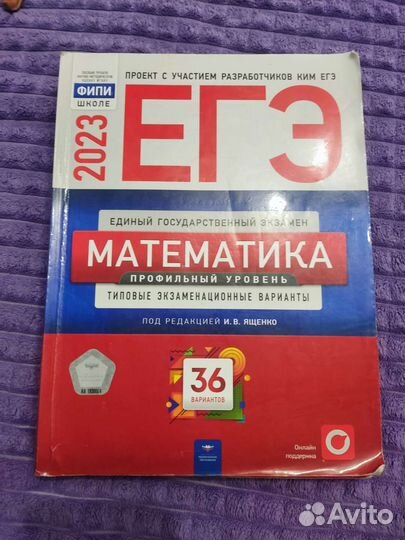 ПРОЕКТ С УЧАСТИЕМ РАЗРАБОТЧИКОВ КИМ ЕГЭ
ФИПИ
ШКОЛЕ
2023
ЕГЭ
ЕДИНЫЙ ГОСУДАРСТВЕННЫЙ ЭКЗАМЕН
МАТЕМАТИКА
ПРОФИЛЬНЫЙ УРОВЕНЬ
ТИПОВЫЕ ЭКЗАМЕНАЦИОННЫЕ ВАРИАНТЫ
ПОД РЕДАКЦИЕЙ И.В. ЯЩЕНКО
36
ВАРИАНТОВ
Онлайн
поддержка
Avito